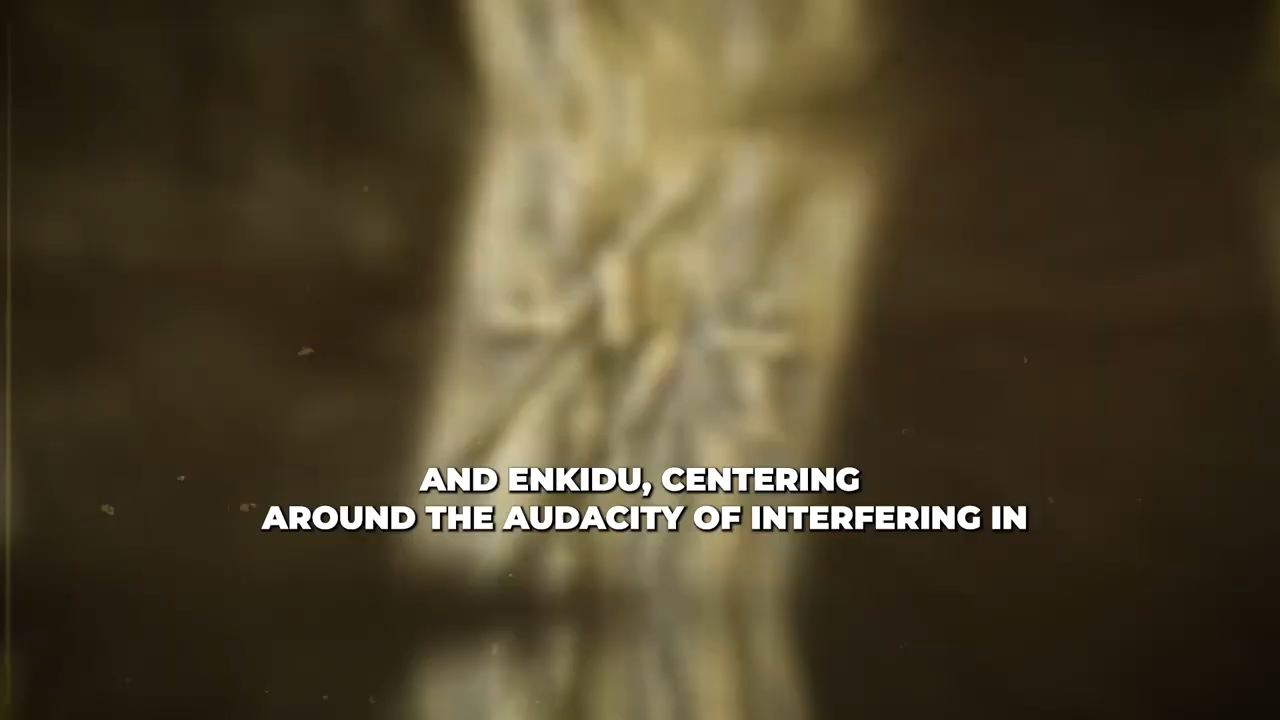 AND ENKIDU, CENTERING
AROUND THE AUDACITY OF INTERFERING IN